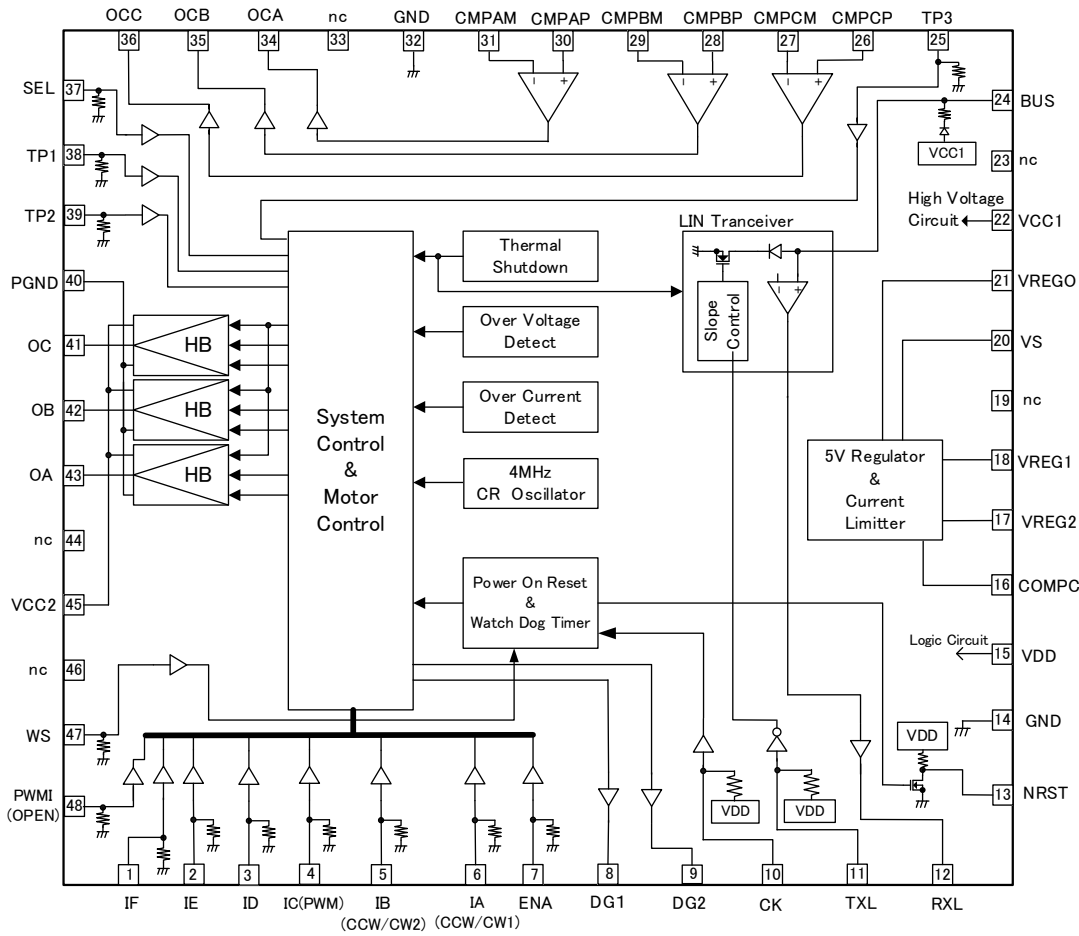 OCC OCB OCA nc GND CMPAM CMPAP CMPBM CMPBP CMPCM CMPCP TP3
36 35 34 33 32 31 30 29 28 27 26 25
SEL 37
TP1 38
TP2 39
PGND 40
OC 41
OB 42
OA 43
nc 44
VCC2 45
nc 46
WS 47
PWMI
(OPEN)
48
HB
HB
HB
System
Control
&
Motor
Control
Thermal
Shutdown
Over Voltage
Detect
Over Current
Detect
4MHz
CR Oscillator
Power On Reset
&
Watch Dog Timer
- + - + - +
LIN Tranceiver
- +
Slope
Control
VCC1
High Voltage
Circuit
5V Regulator
&
Current
Limitter
Logic Circuit
VDD
VDD
VDD
24 BUS
23 nc
22 VCC1
21 VREGO
20 VS
19 nc
18 VREG1
17 VREG2
16 COMPC
15 VDD
14 GND
13 NRST
1 2 3 4 5 6 7 8 9 10 11 12
IF IE ID IC(PWM) IB IA ENA DG1 DG2 CK TXL RXL
(CCW/CW2) (CCW/CW1)